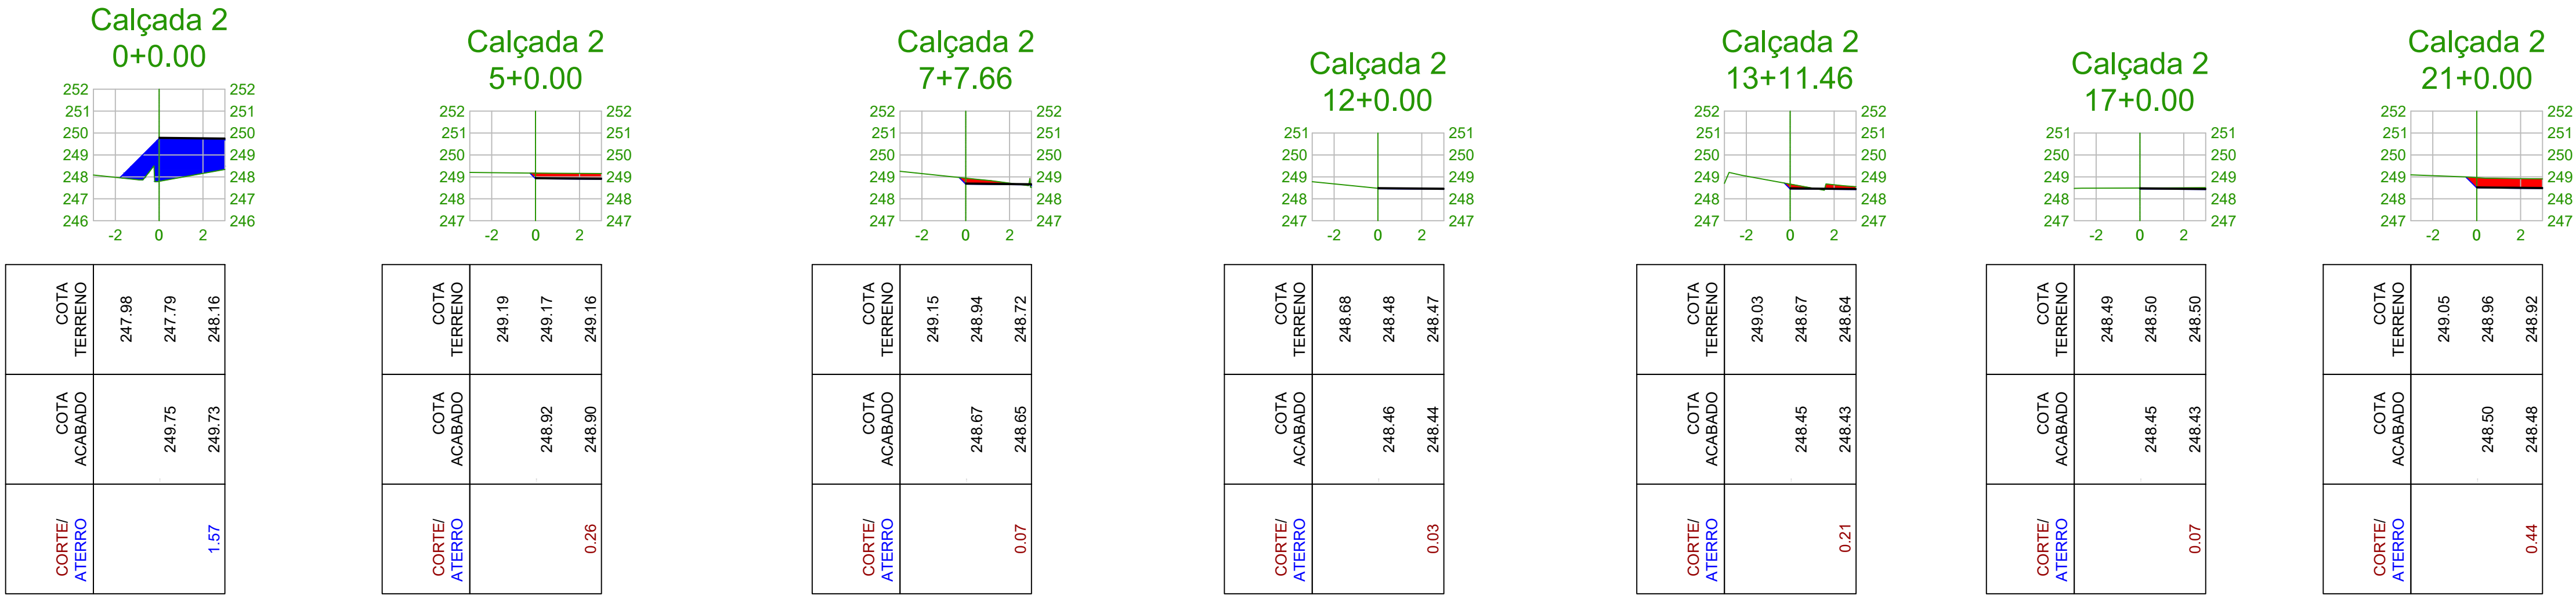 Calçada 2
0+0.00
252 252
251 251
250 250
249 249
248 248
247 247
246 246
-2 0 2
COTA
TERRENO
247.98
247.79
248.16
COTA
ACABADO
249.75
249.73
CORTE/
ATERRO
1.57
Calçada 2
5+0.00
252 252
251 251
250 250
249 249
248 248
247 247
-2 0 2
COTA
TERRENO
249.19
249.17
249.16
COTA
ACABADO
248.92
248.90
CORTE/
ATERRO
0.26
Calçada 2
7+7.66
252 252
251 251
250 250
249 249
248 248
247 247
-2 0 2
COTA
TERRENO
249.15
248.94
248.72
COTA
ACABADO
248.67
248.65
CORTE/
ATERRO
0.07
Calçada 2
12+0.00
251 251
250 250
249 249
248 248
247 247
-2 0 2
COTA
TERRENO
248.68
248.48
248.47
COTA
ACABADO
248.46
248.44
CORTE/
ATERRO
0.03
Calçada 2
13+11.46
252 252
251 251
250 250
249 249
248 248
247 247
-2 0 2
COTA
TERRENO
249.03
248.67
248.64
COTA
ACABADO
248.45
248.43
CORTE/
ATERRO
0.21
Calçada 2
17+0.00
251 251
250 250
249 249
248 248
247 247
-2 0 2
COTA
TERRENO
248.49
248.50
248.50
COTA
ACABADO
248.45
248.43
CORTE/
ATERRO
0.07
Calçada 2
21+0.00
252 252
251 251
250 250
249 249
248 248
247 247
-2 0 2
COTA
TERRENO
249.05
248.96
248.92
COTA
ACABADO
248.50
248.48
CORTE/
ATERRO
0.44